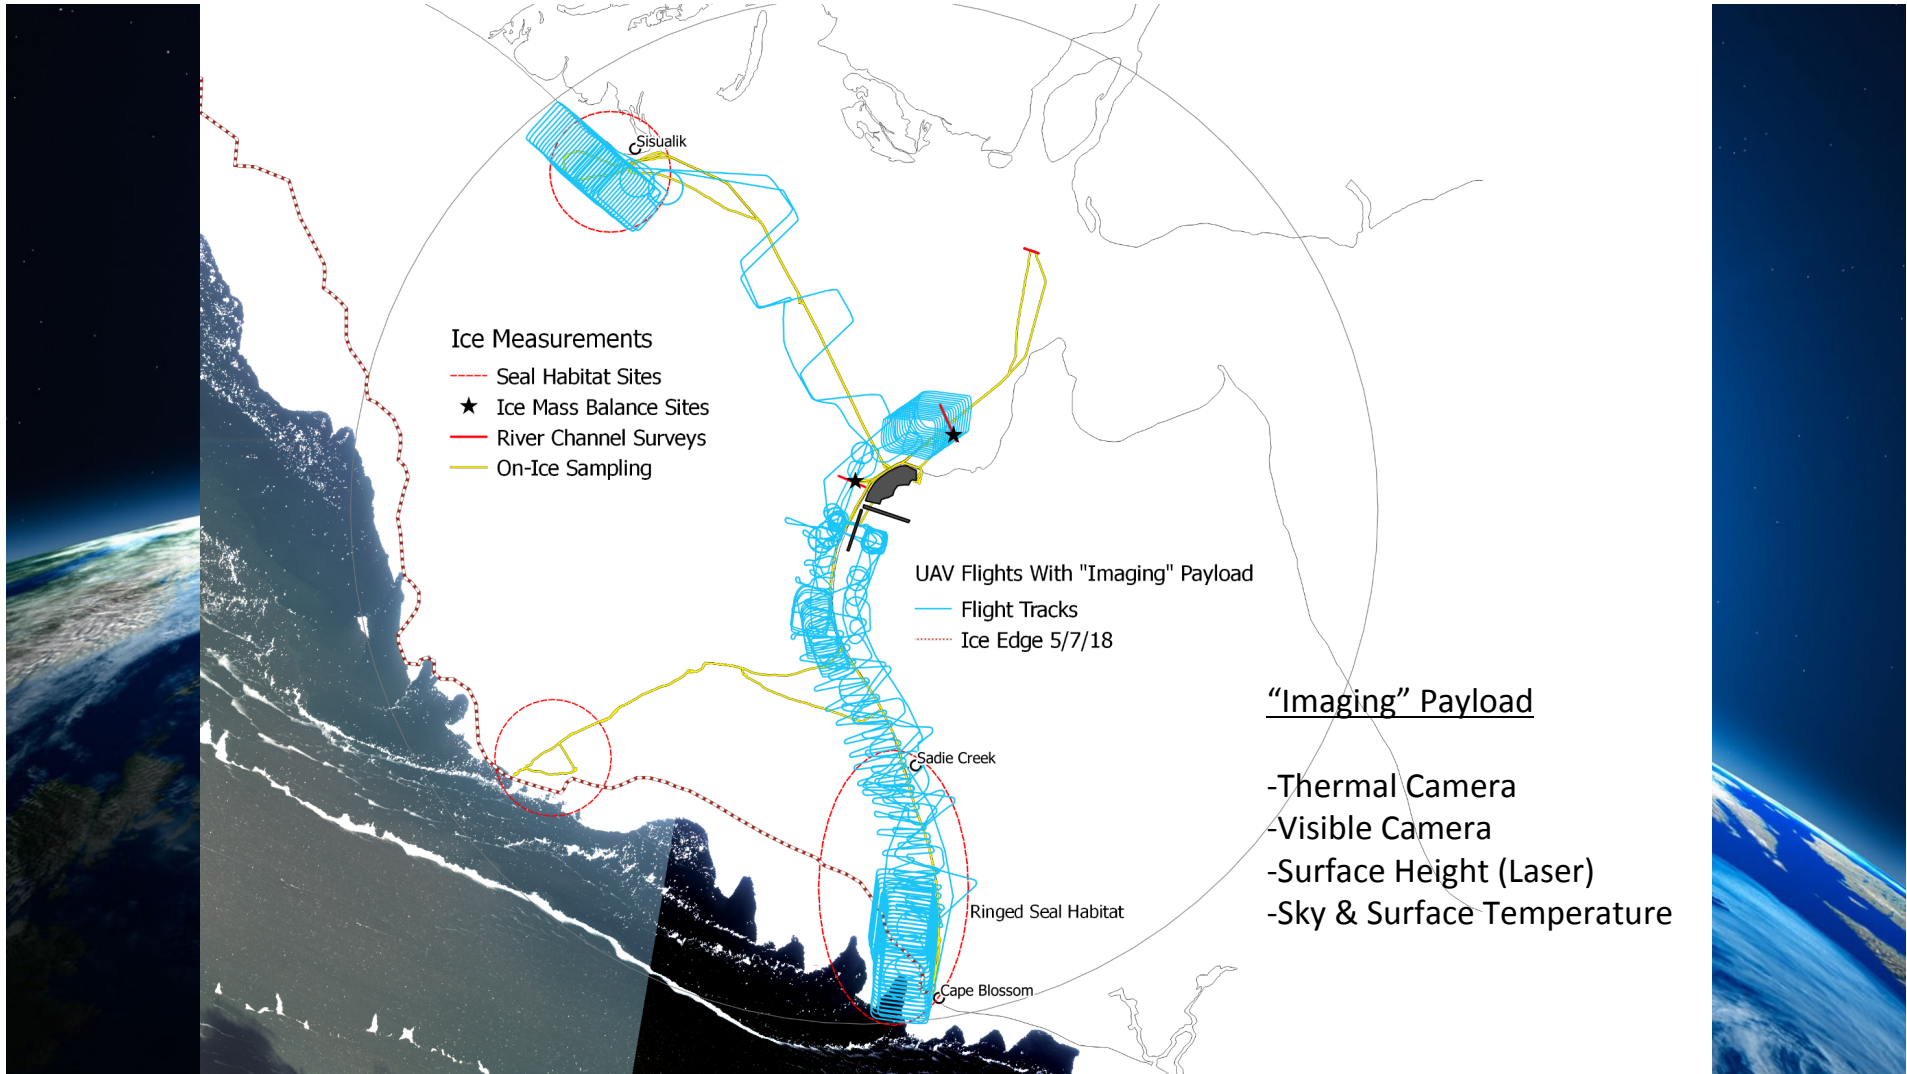 Sisualik
Ice Measurements
Seal Habitat Sites
Ice Mass Balance Sites
River Channel Surveys
On-Ice Sampling
UAV Flights With "Imaging" Payload
Flight Tracks
Ice Edge 5/7/18
Sadie Creek
Ringed Seal Habitat
Cape Blossom
“Imaging” Payload
-Thermal Camera
-Visible Camera
-Surface Height (Laser)
-Sky & Surface Temperature